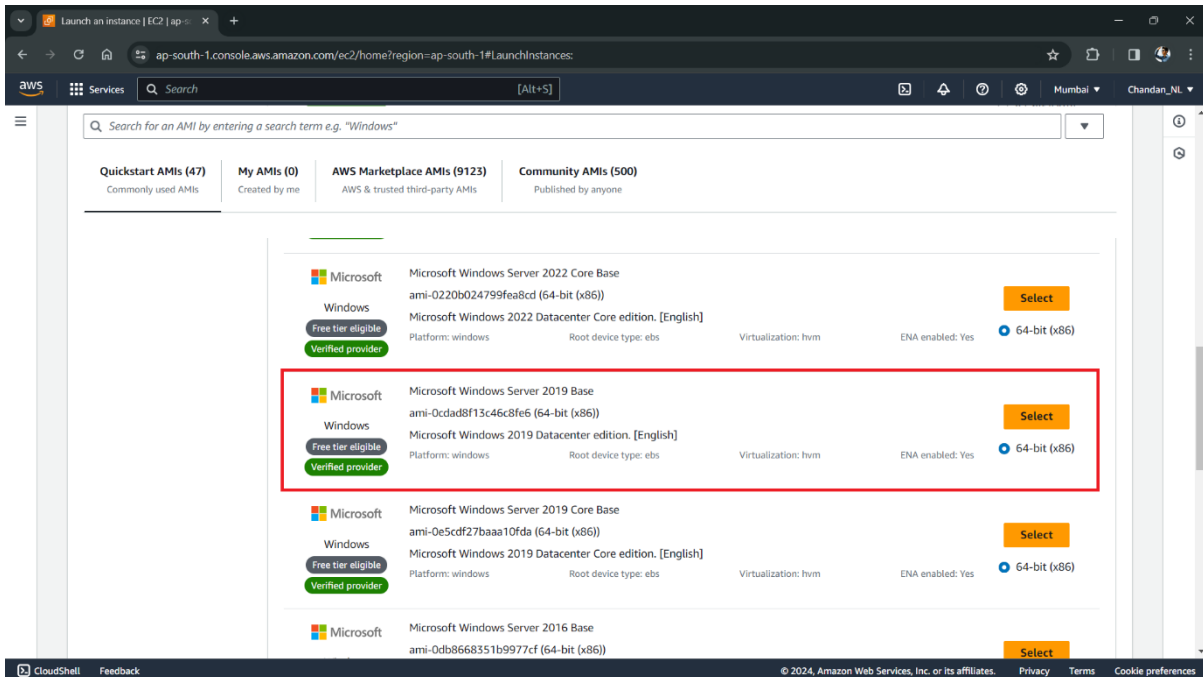 Launch an instance | EC2 | ap-so
ap-south-1.console.aws.amazon.com/ec2/home?region=ap-south-1#LaunchInstances:
aws
Services
Search
[Alt+S]
Mumbai
Chandan_NL
Search for an AMI by entering a search term e.g. "Windows"
Quickstart AMIs (47)
Commonly used AMIs
My AMIs (0)
Created by me
AWS Marketplace AMIs (9123)
AWS & trusted third-party AMIs
Community AMIs (500)
Published by anyone
Microsoft
Windows
Free tier eligible
Verified provider
Microsoft Windows Server 2022 Core Base
ami-0220b024799fea8cd (64-bit (x86))
Microsoft Windows 2022 Datacenter Core edition. [English]
Platform: windows Root device type: ebs Virtualization: hvm ENA enabled: Yes
Select
64-bit (x86)
Microsoft
Windows
Free tier eligible
Verified provider
Microsoft Windows Server 2019 Base
ami-0cdad8f13c46c8fe6 (64-bit (x86))
Microsoft Windows 2019 Datacenter edition. [English]
Platform: windows Root device type: ebs Virtualization: hvm ENA enabled: Yes
Select
64-bit (x86)
Microsoft
Windows
Free tier eligible
Verified provider
Microsoft Windows Server 2019 Core Base
ami-0e5cdf27baaa10fda (64-bit (x86))
Microsoft Windows 2019 Datacenter Core edition. [English]
Platform: windows Root device type: ebs Virtualization: hvm ENA enabled: Yes
Select
64-bit (x86)
Microsoft
Microsoft Windows Server 2016 Base
ami-0db8668351b9977cf (64-bit (x86))
Select
CloudShell Feedback
© 2024, Amazon Web Services, Inc. or its affiliates. Privacy Terms Cookie preferences